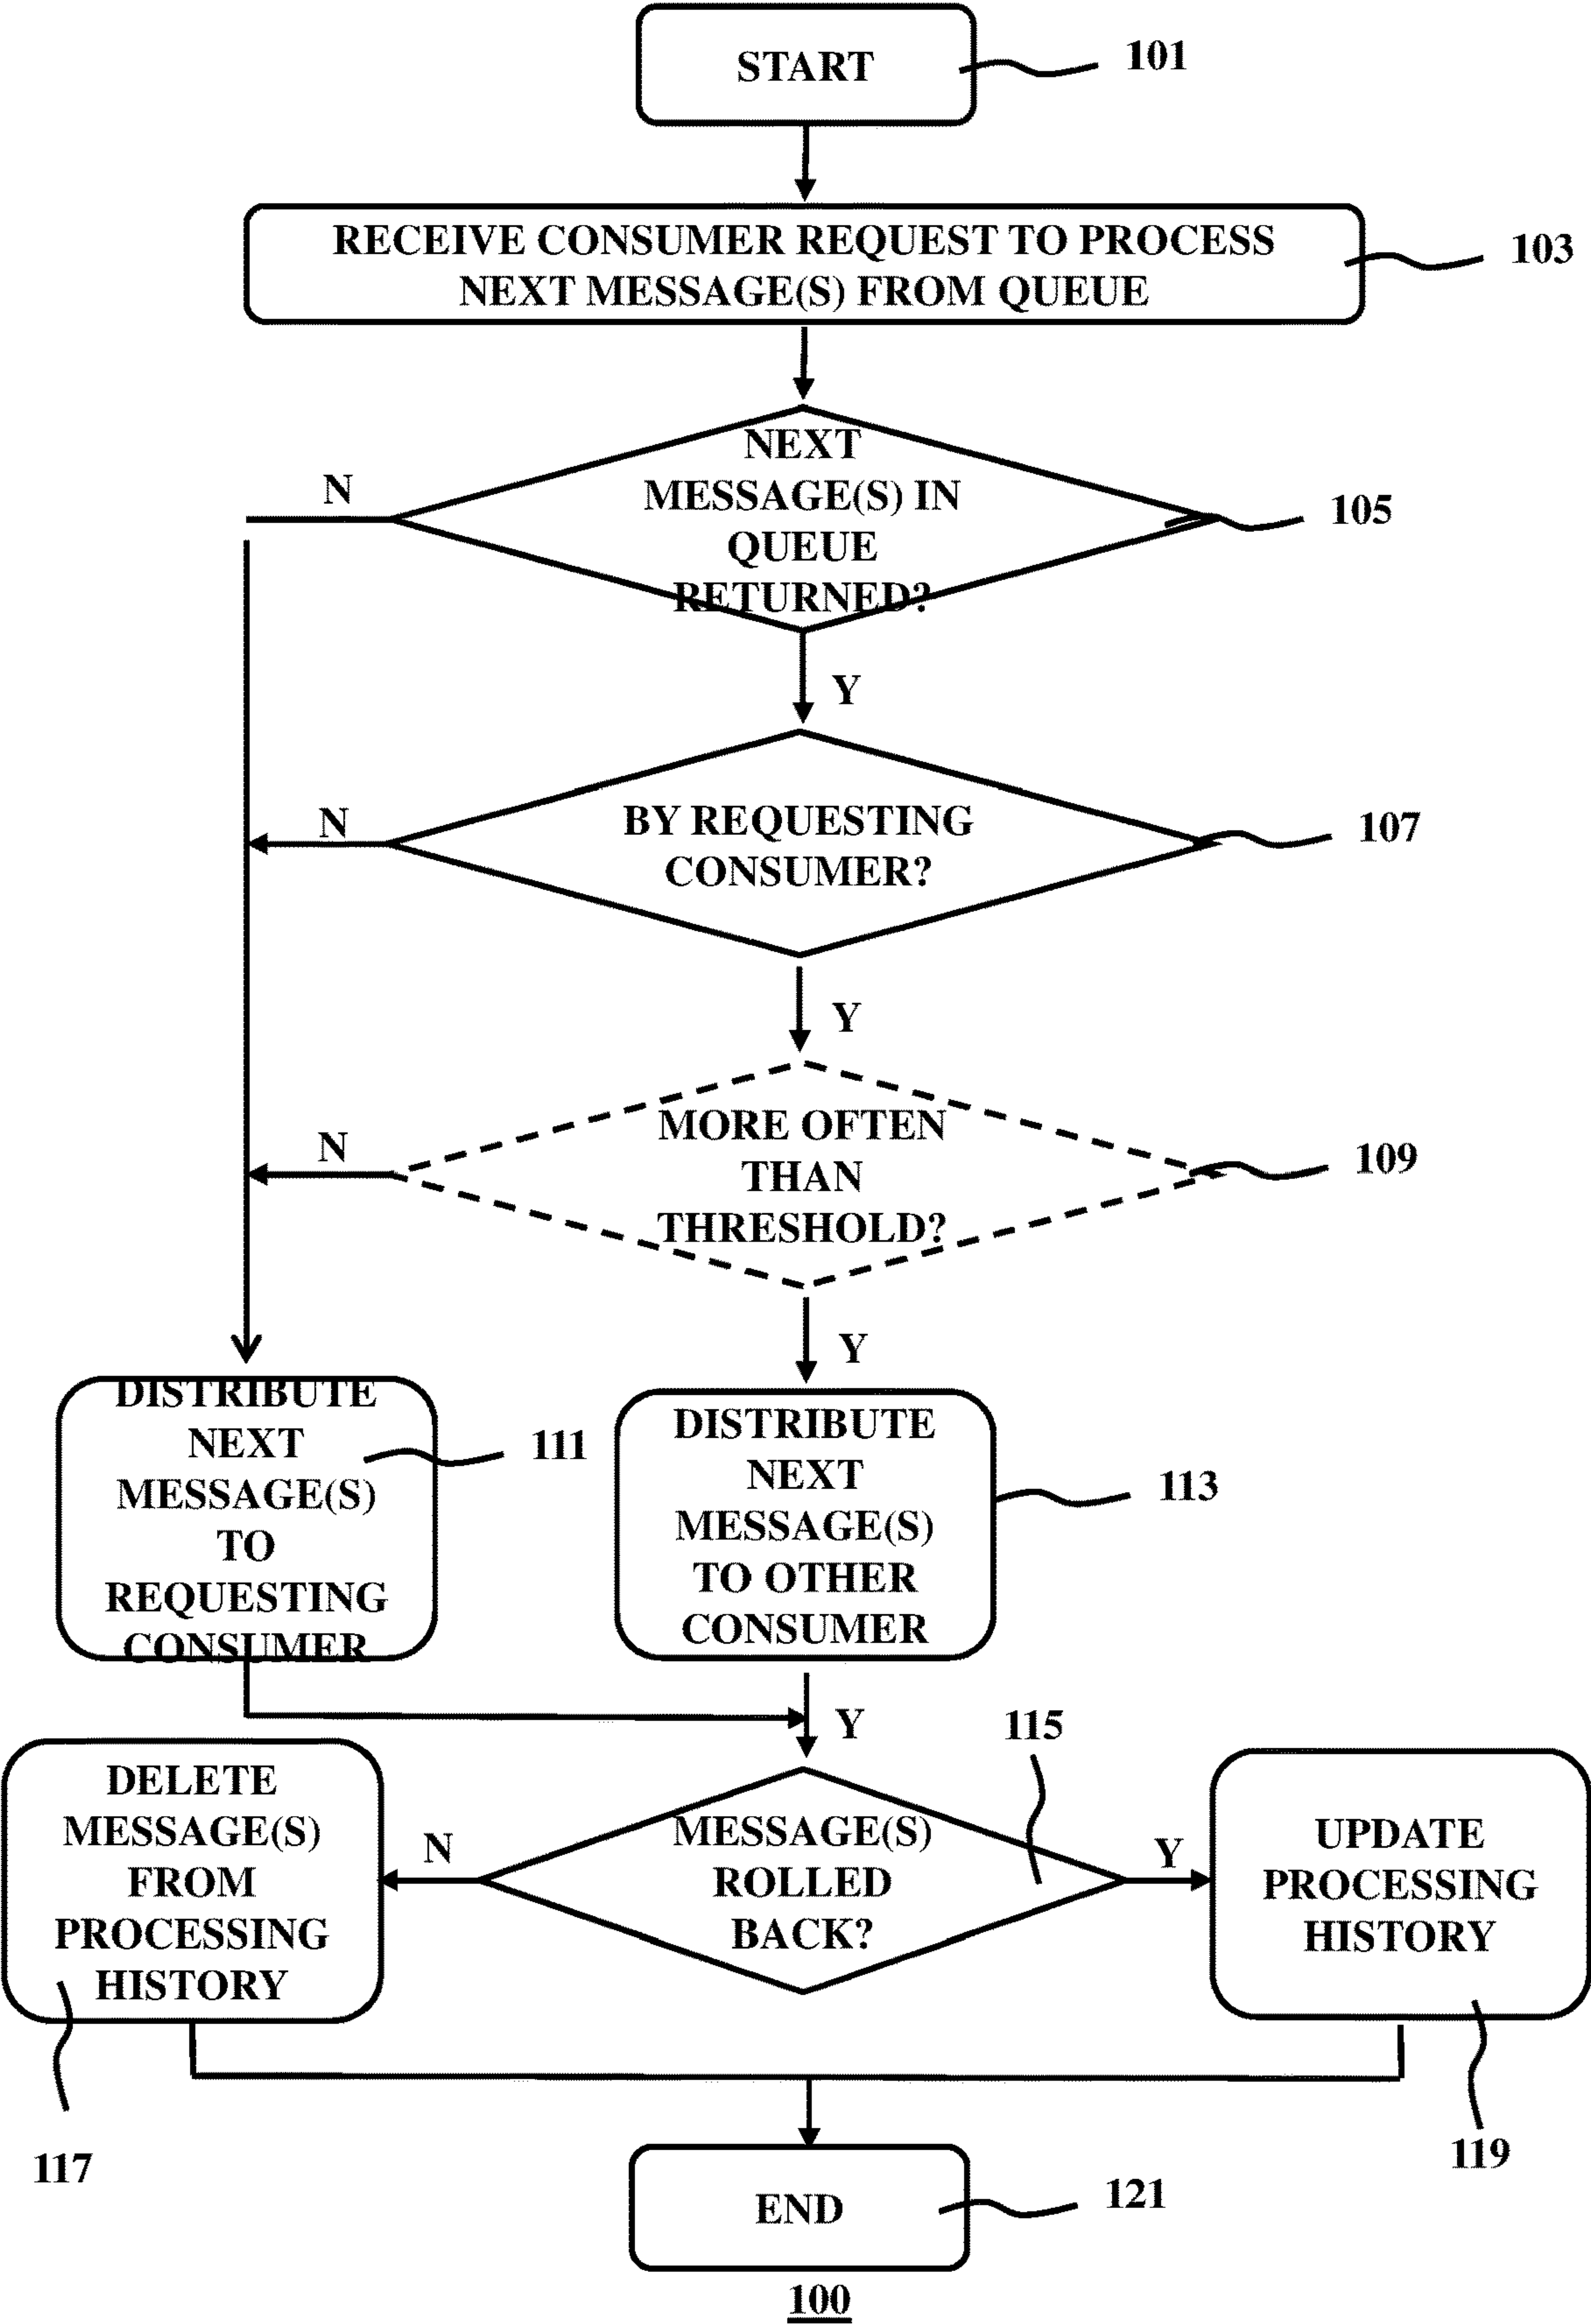 START
101
RECEIVE CONSUMER REQUEST TO PROCESS
NEXT MESSAGE(S) FROM QUEUE
103
NEXT
MESSAGE(S) IN
QUEUE
RETURNED?
N
105
Y
BY REQUESTING
CONSUMER?
N
107
Y
MORE OFTEN
THAN
THRESHOLD?
N
109
Y
DISTRIBUTE
NEXT
MESSAGE(S)
TO
REQUESTING
CONSUMER
111
DISTRIBUTE
NEXT
MESSAGE(S)
TO OTHER
CONSUMER
113
Y
115
DELETE
MESSAGE(S)
FROM
PROCESSING
HISTORY
N
MESSAGE(S)
ROLLED
BACK?
Y
UPDATE
PROCESSING
HISTORY
117
119
END
121
100